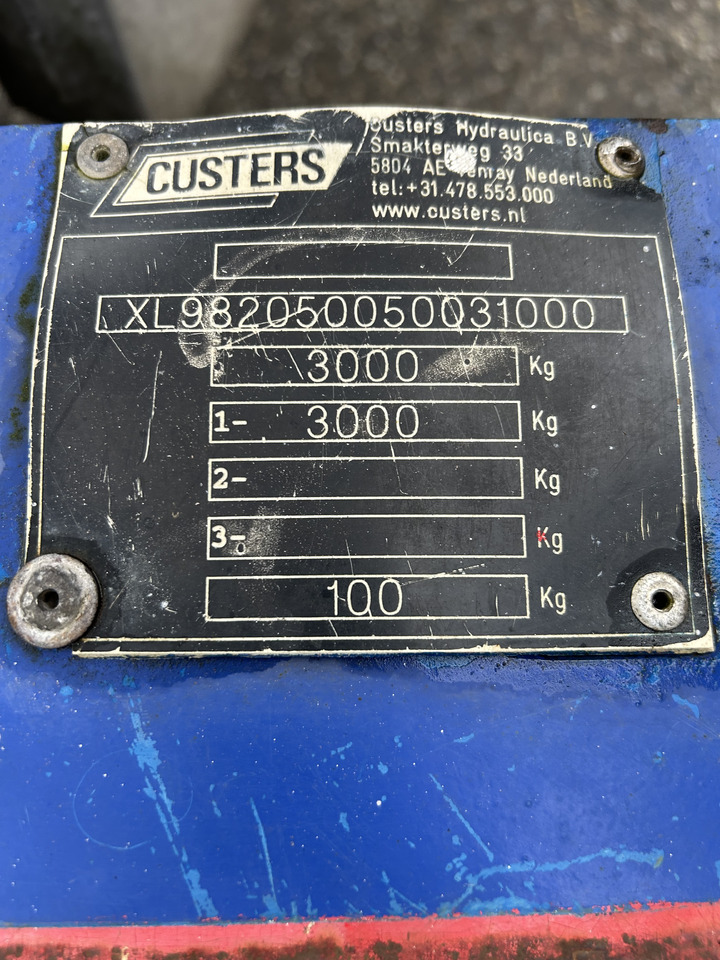 CUSTERS
Custers Hydraulica B.V.
Smakterweg 33
5804 AE Venray Nederland
tel:+31.478.553.000
www.custers.nl
XL982050050031000
3000 Kg
1- 3000 Kg
2- Kg
3- Kg
100 Kg